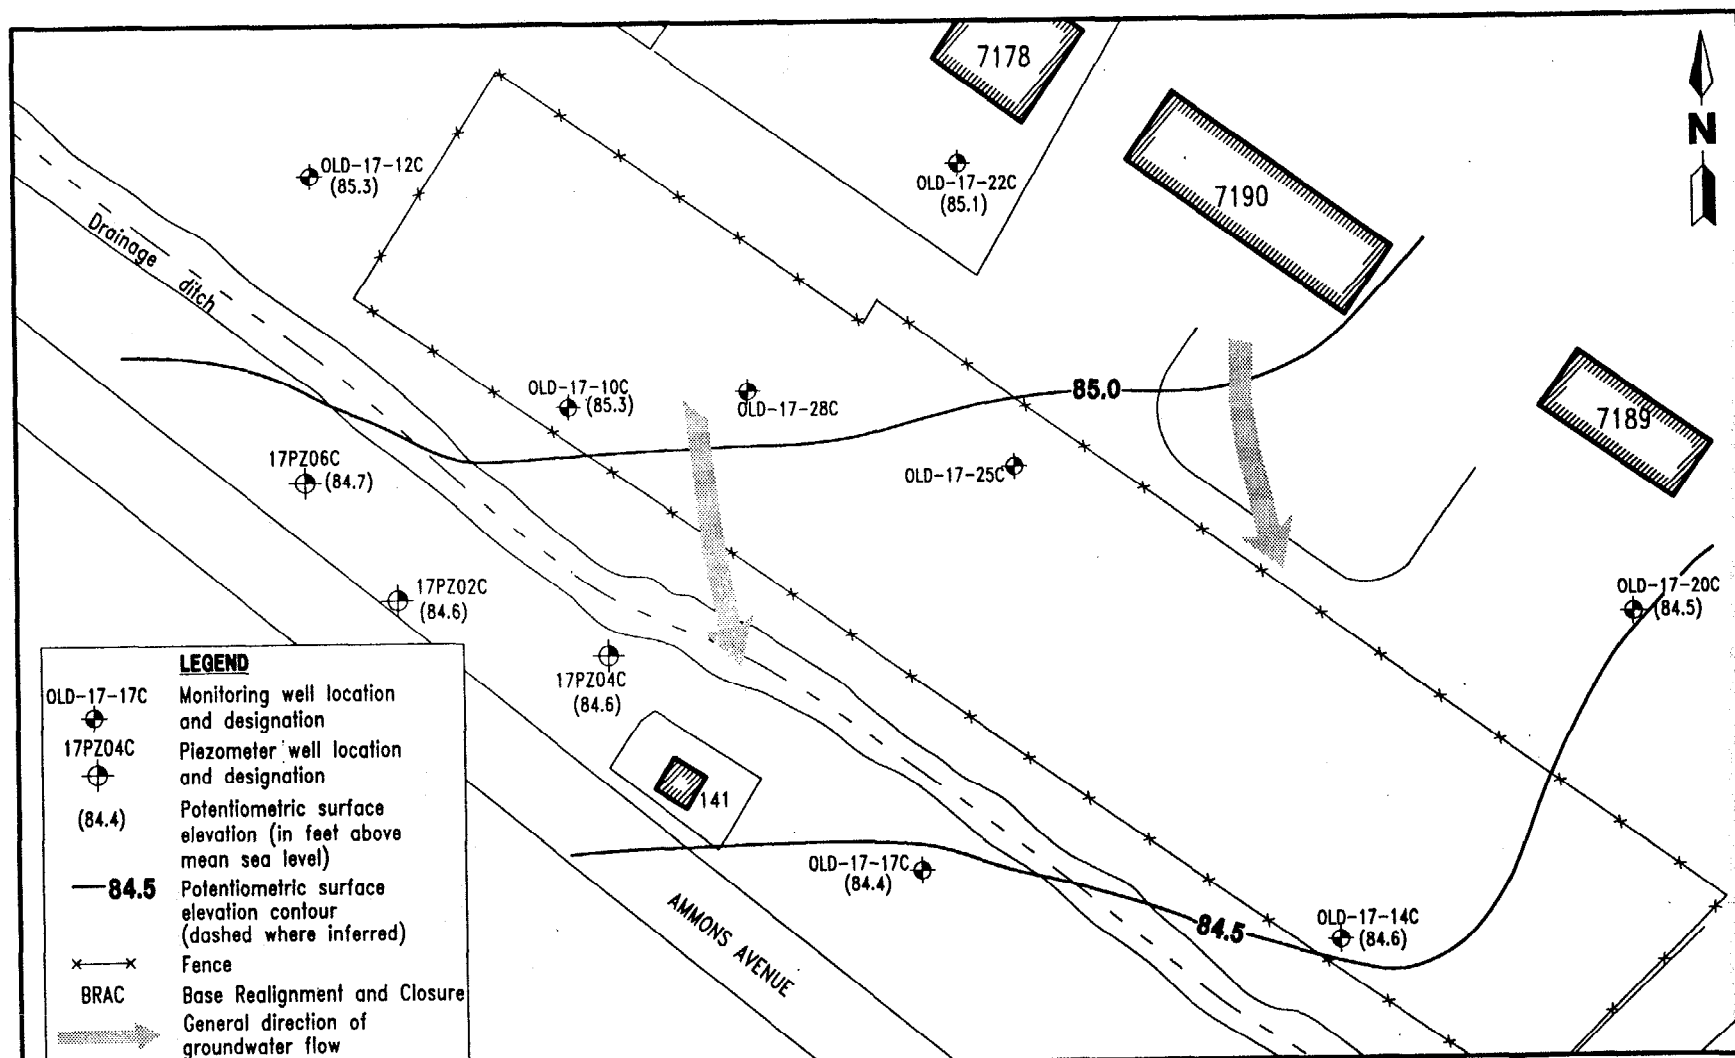 7178
N
OLD-17-12C
(85.3)
OLD-17-22C
(85.1)
7190
Drainage
ditch
OLD-17-10C
(85.3)
OLD-17-28C
85.0
7189
17PZ06C
(84.7)
OLD-17-25C
17PZ02C
(84.6)
OLD-17-20C
(84.5)
17PZ04C
(84.6)
141
OLD-17-17C
(84.4)
84.5
OLD-17-14C
(84.6)
AMMONS AVENUE
LEGEND
OLD-17-17C Monitoring well location
and designation
17PZ04C Piezometer well location
and designation
(84.4) Potentiometric surface
elevation (in feet above
mean sea level)
84.5 Potentiometric surface
elevation contour
(dashed where inferred)
Fence
BRAC Base Realignment and Closure
General direction of
groundwater flow